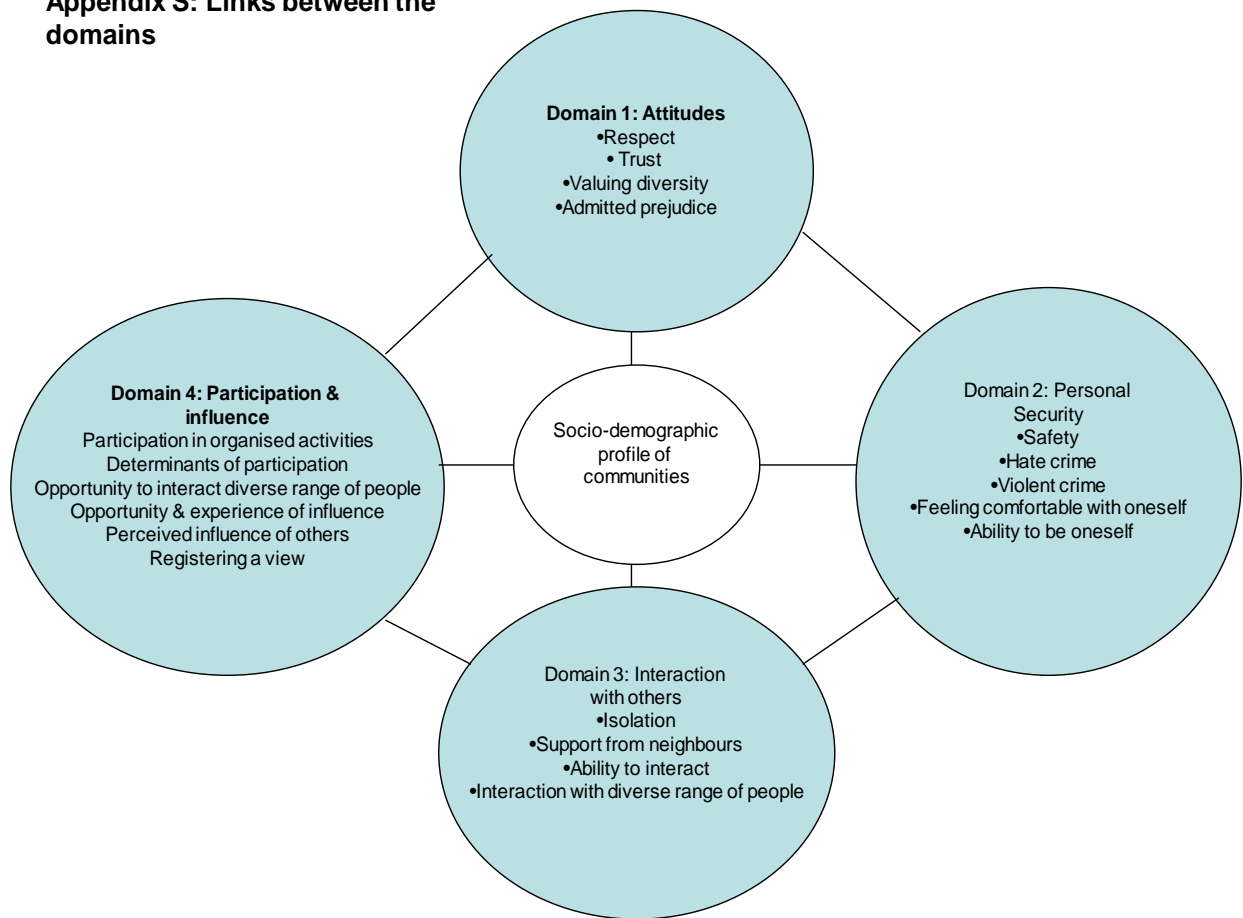 Appendix S: Links between the
domains
Domain 1: Attitudes
•Respect
• Trust
•Valuing diversity
•Admitted prejudice
Domain 4: Participation &
influence
Participation in organised activities
Determinants of participation
Opportunity to interact diverse range of people
Opportunity & experience of influence
Perceived influence of others
Registering a view
Socio-demographic
profile of
communities
Domain 2: Personal
Security
•Safety
•Hate crime
•Violent crime
•Feeling comfortable with oneself
•Ability to be oneself
Domain 3: Interaction
with others
•Isolation
•Support from neighbours
•Ability to interact
•Interaction with diverse range of people